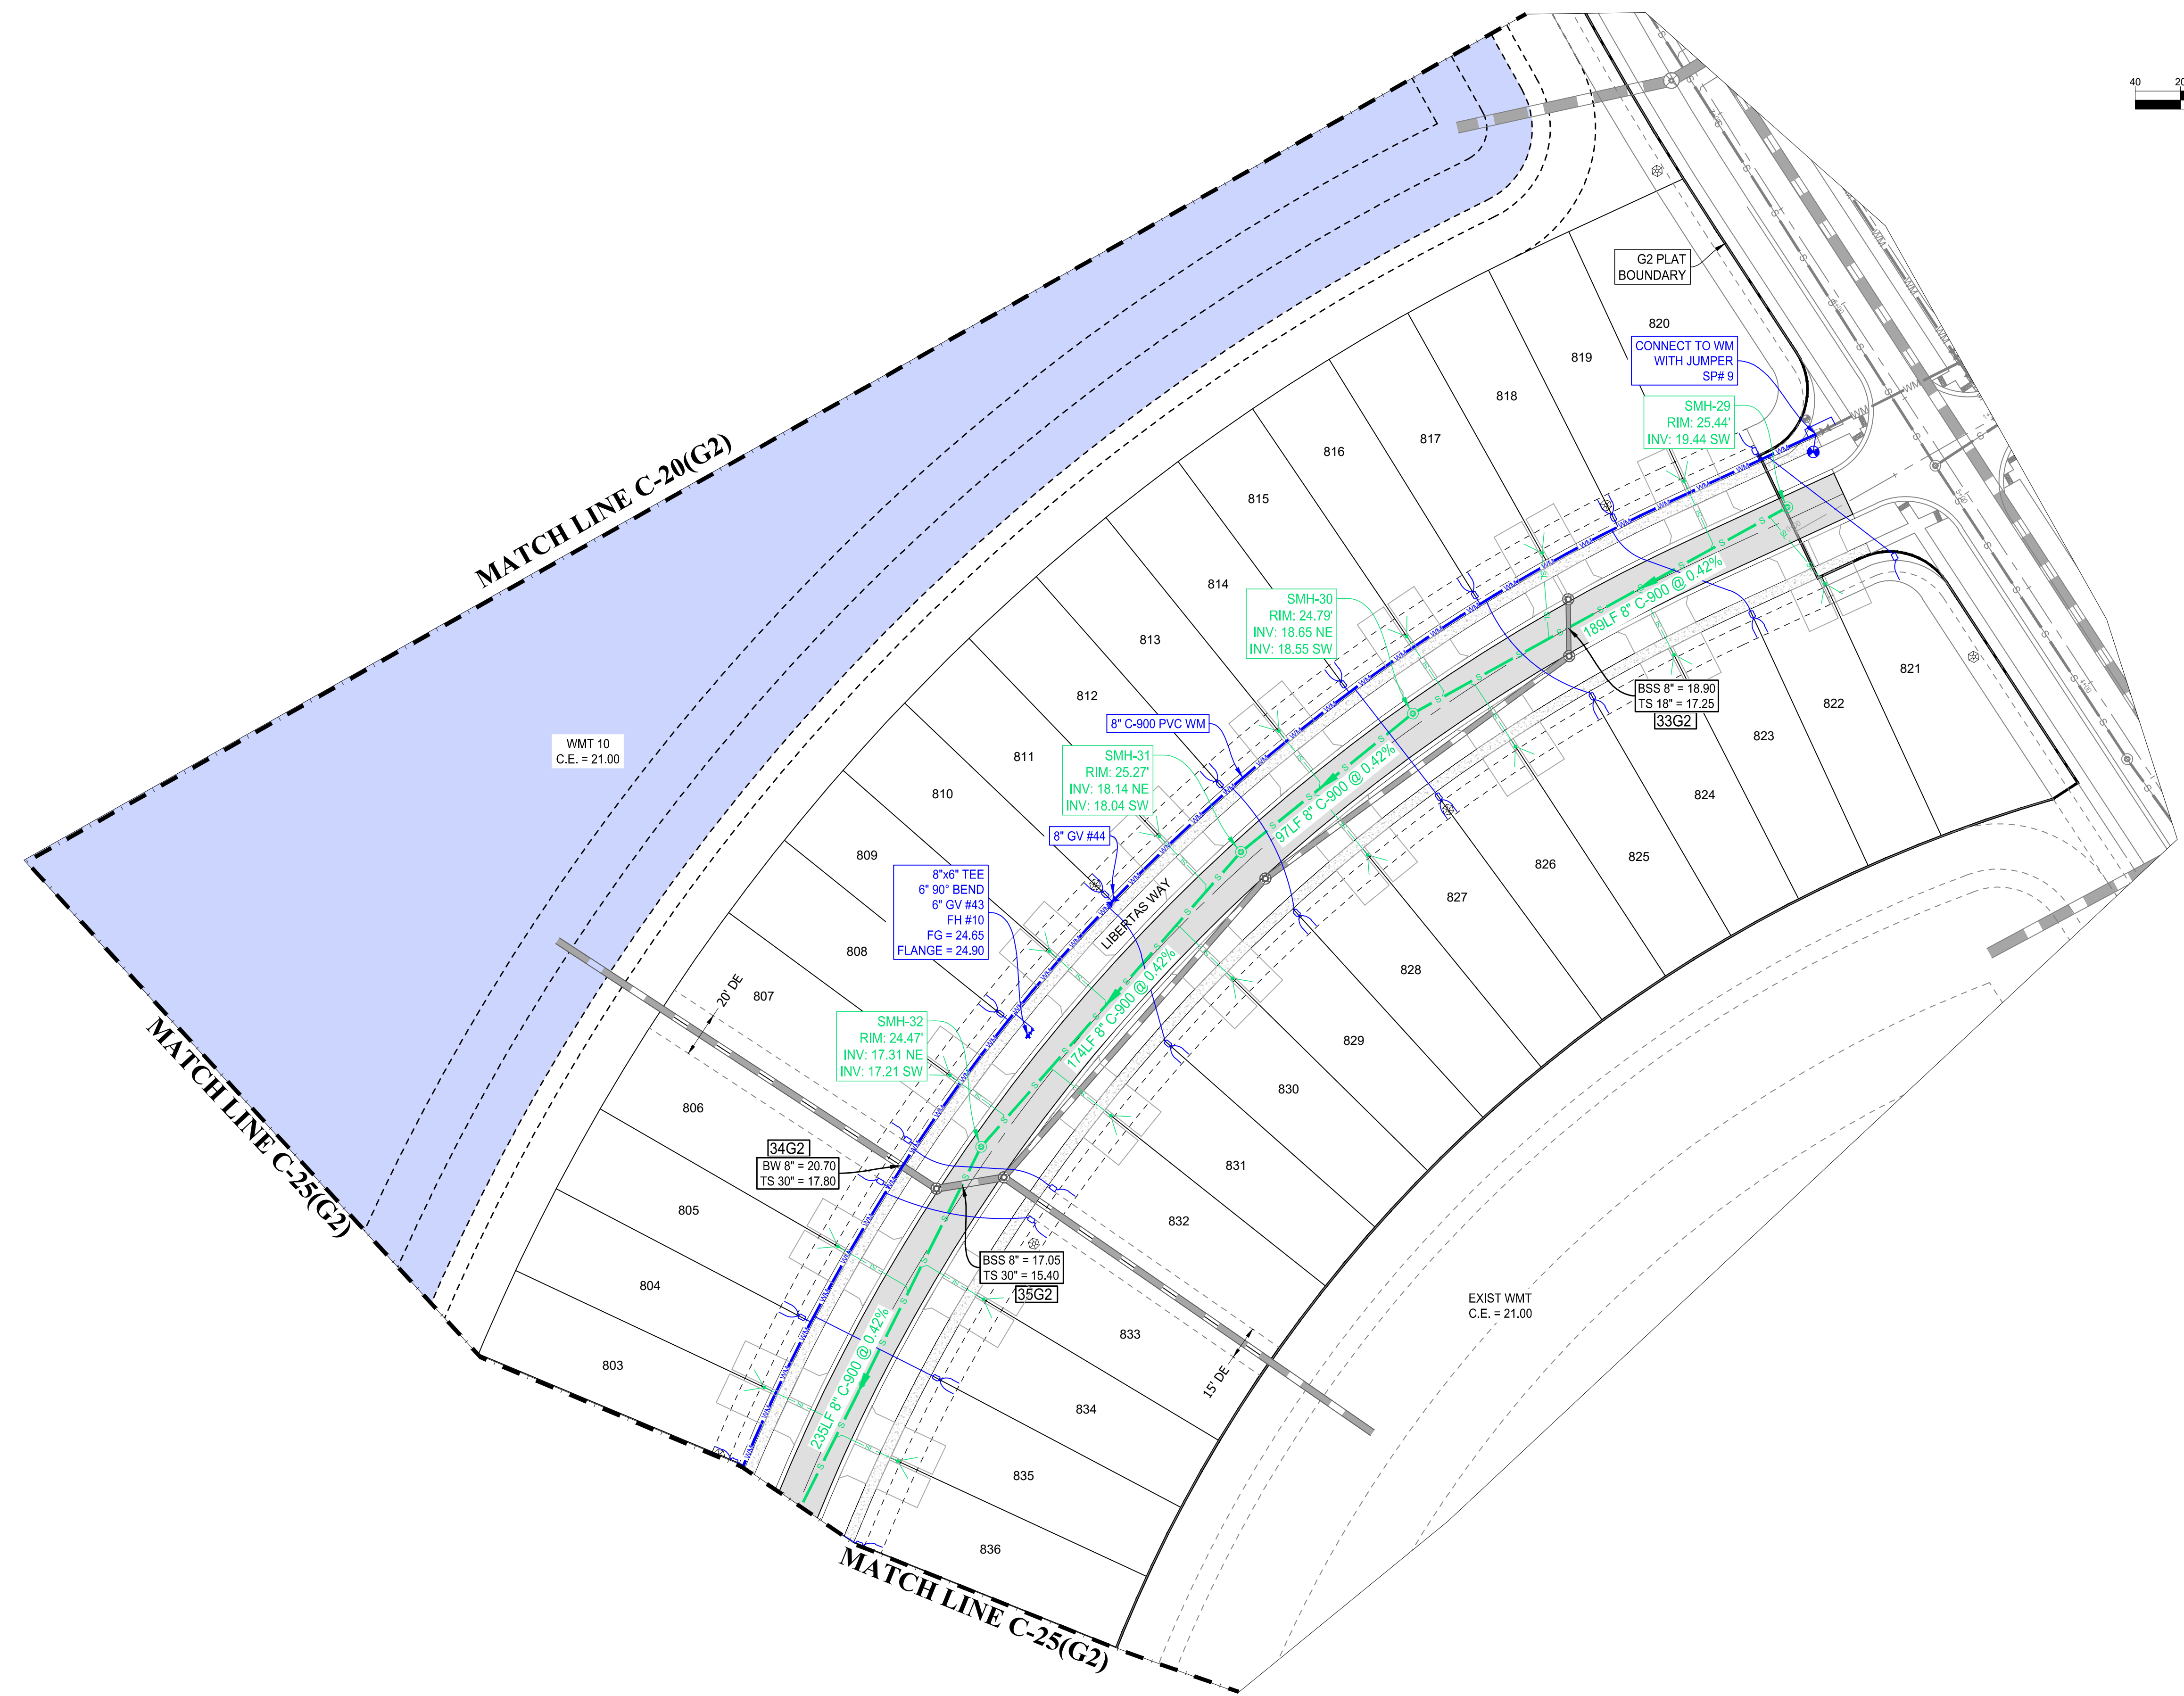 40 20
MATCH LINE C-20(G2)
G2 PLAT
BOUNDARY
820
CONNECT TO WM
WITH JUMPER
SP# 9
819
SMH-29
RIM: 25.44'
INV: 19.44 SW
818
817
816
815
814
SMH-30
RIM: 24.79'
INV: 18.65 NE
INV: 18.55 SW
189LF 8" C-900 @ 0.42%
813
812
8" C-900 PVC WM
BSS 8" = 18.90
TS 18" = 17.25
33G2
821
822
823
WMT 10
C.E. = 21.00
811
SMH-31
RIM: 25.27'
INV: 18.14 NE
INV: 18.04 SW
97LF 8" C-900 @ 0.42%
810
824
8" GV #44
809
825
826
827
8"x6" TEE
6" 90° BEND
6" GV #43
FH #10
FG = 24.65
FLANGE = 24.90
LIBERTAS WAY
808
828
807
20' DE
174LF 8" C-900 @ 0.42%
SMH-32
RIM: 24.47'
INV: 17.31 NE
INV: 17.21 SW
829
830
MATCH LINE C-25(G2)
806
34G2
BW 8" = 20.70
TS 30" = 17.80
831
805
832
BSS 8" = 17.05
TS 30" = 15.40
35G2
804
EXIST WMT
C.E. = 21.00
833
803
235LF 8" C-900 @ 0.42%
15' DE
834
835
836
MATCH LINE C-25(G2)
WM
S